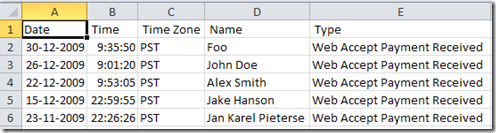 A B C D E
1 Date Time Time Zone Name Type
2 30-12-2009 9:35:50 PST Foo Web Accept Payment Received
3 26-12-2009 9:01:20 PST John Doe Web Accept Payment Received
4 22-12-2009 9:53:05 PST Alex Smith Web Accept Payment Received
5 15-12-2009 22:59:55 PST Jake Hanson Web Accept Payment Received
6 23-11-2009 22:26:26 PST Jan Karel Pieterse Web Accept Payment Received